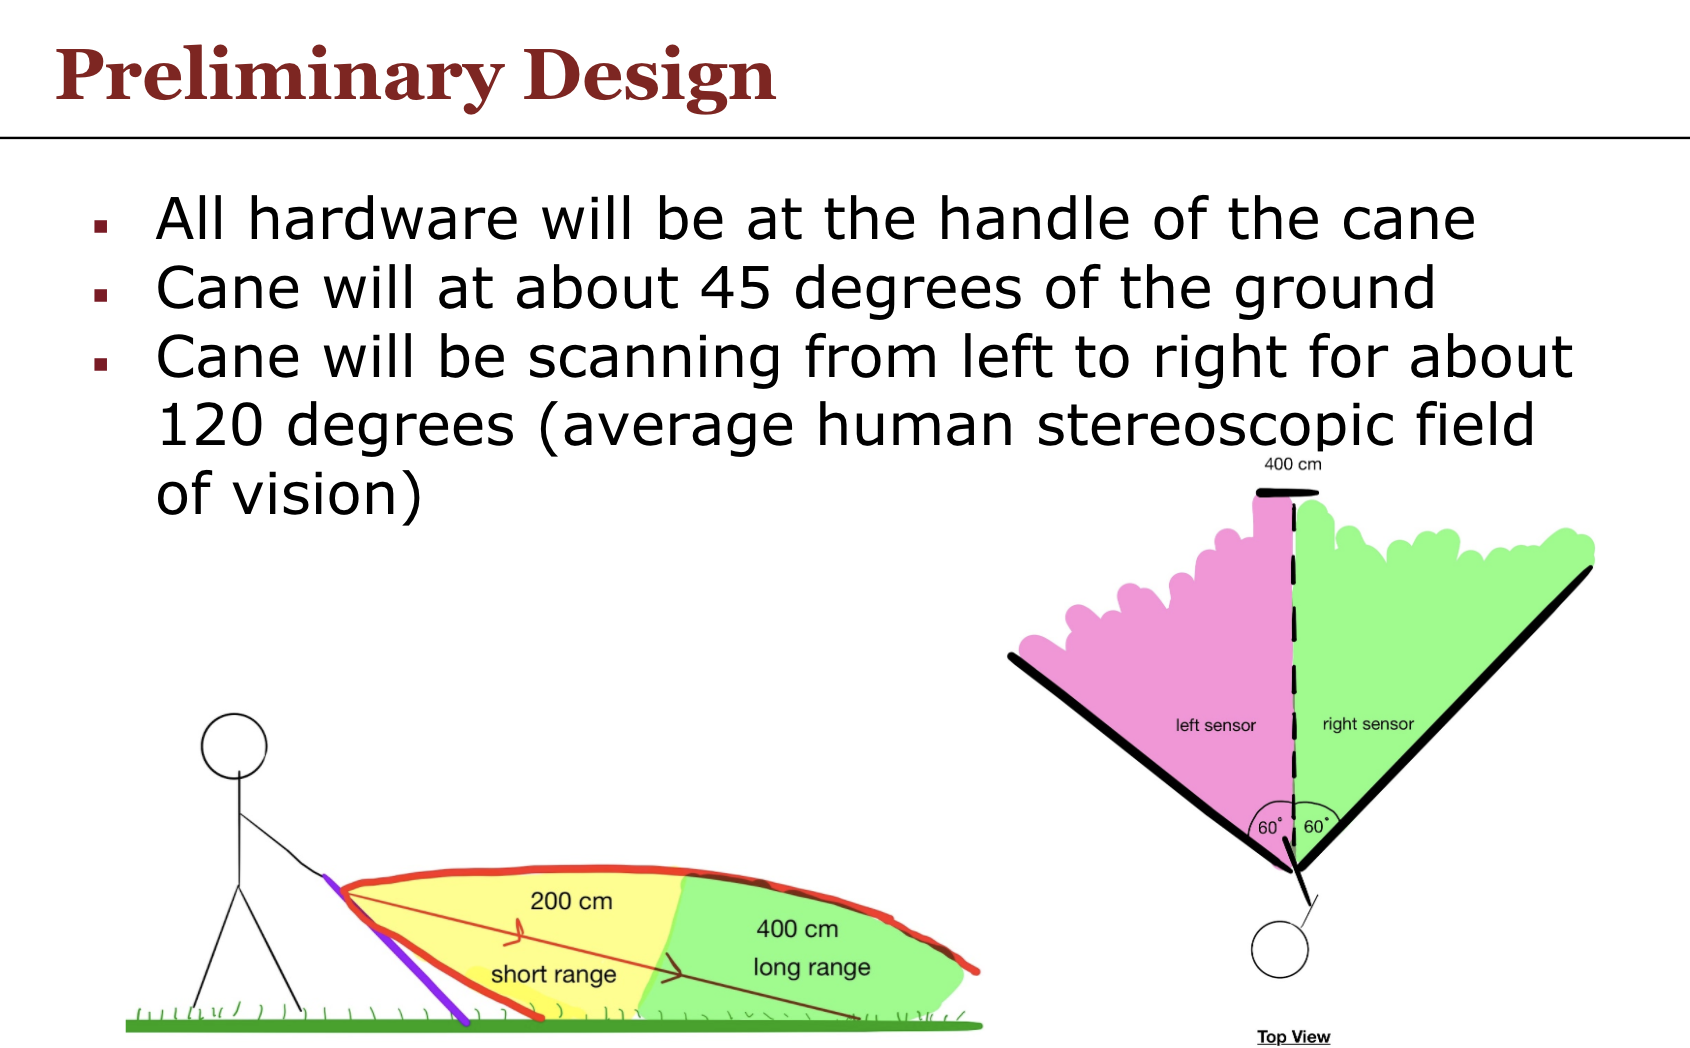 Preliminary Design
▪ All hardware will be at the handle of the cane
▪ Cane will at about 45 degrees of the ground
▪ Cane will be scanning from left to right for about
120 degrees (average human stereoscopic field
of vision)
400 cm
left sensor
right sensor
60°
60°
200 cm
short range
400 cm
long range
Top View